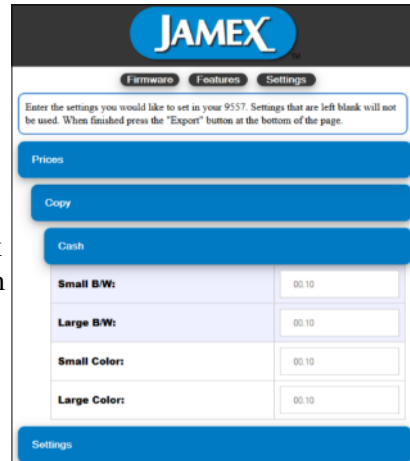 JAMEX
TM
Firmware Features Settings
Enter the settings you would like to set in your 9557. Settings that are left blank will not
be used. When finished press the "Export" button at the bottom of the page.
Prices
Copy
Cash
Small B/W: 00.10
Large B/W: 00.10
Small Color: 00.10
Large Color: 00.10
Settings